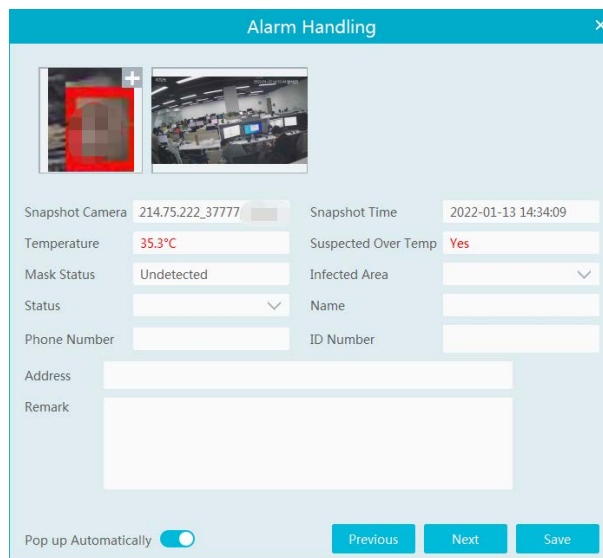 Alarm Handling
Snapshot Camera 214.75.222_37777 Snapshot Time 2022-01-13 14:34:09
Temperature 35.3°C Suspected Over Temp Yes
Mask Status Undetected Infected Area
Status Name
Phone Number ID Number
Address
Remark
Pop up Automatically Previous Next Save